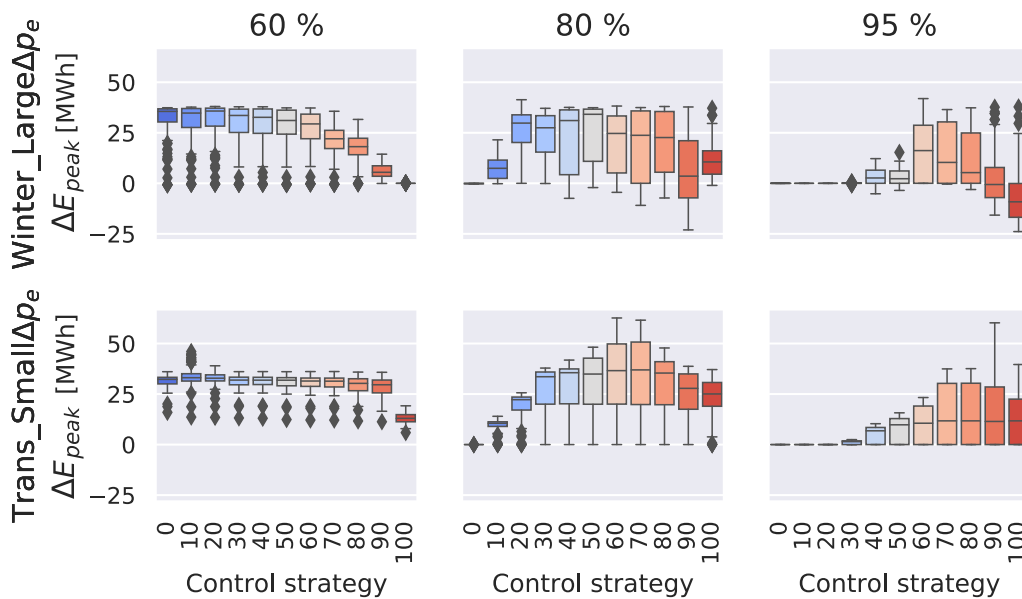 60 %
80 %
95 %
Winter_LargeΔp_e
ΔE_peak [MWh]
50
25
0
−25
Trans_SmallΔp_e
ΔE_peak [MWh]
50
25
0
−25
0 10 20 30 40 50 60 70 80 90 100
0 10 20 30 40 50 60 70 80 90 100
0 10 20 30 40 50 60 70 80 90 100
Control strategy
Control strategy
Control strategy